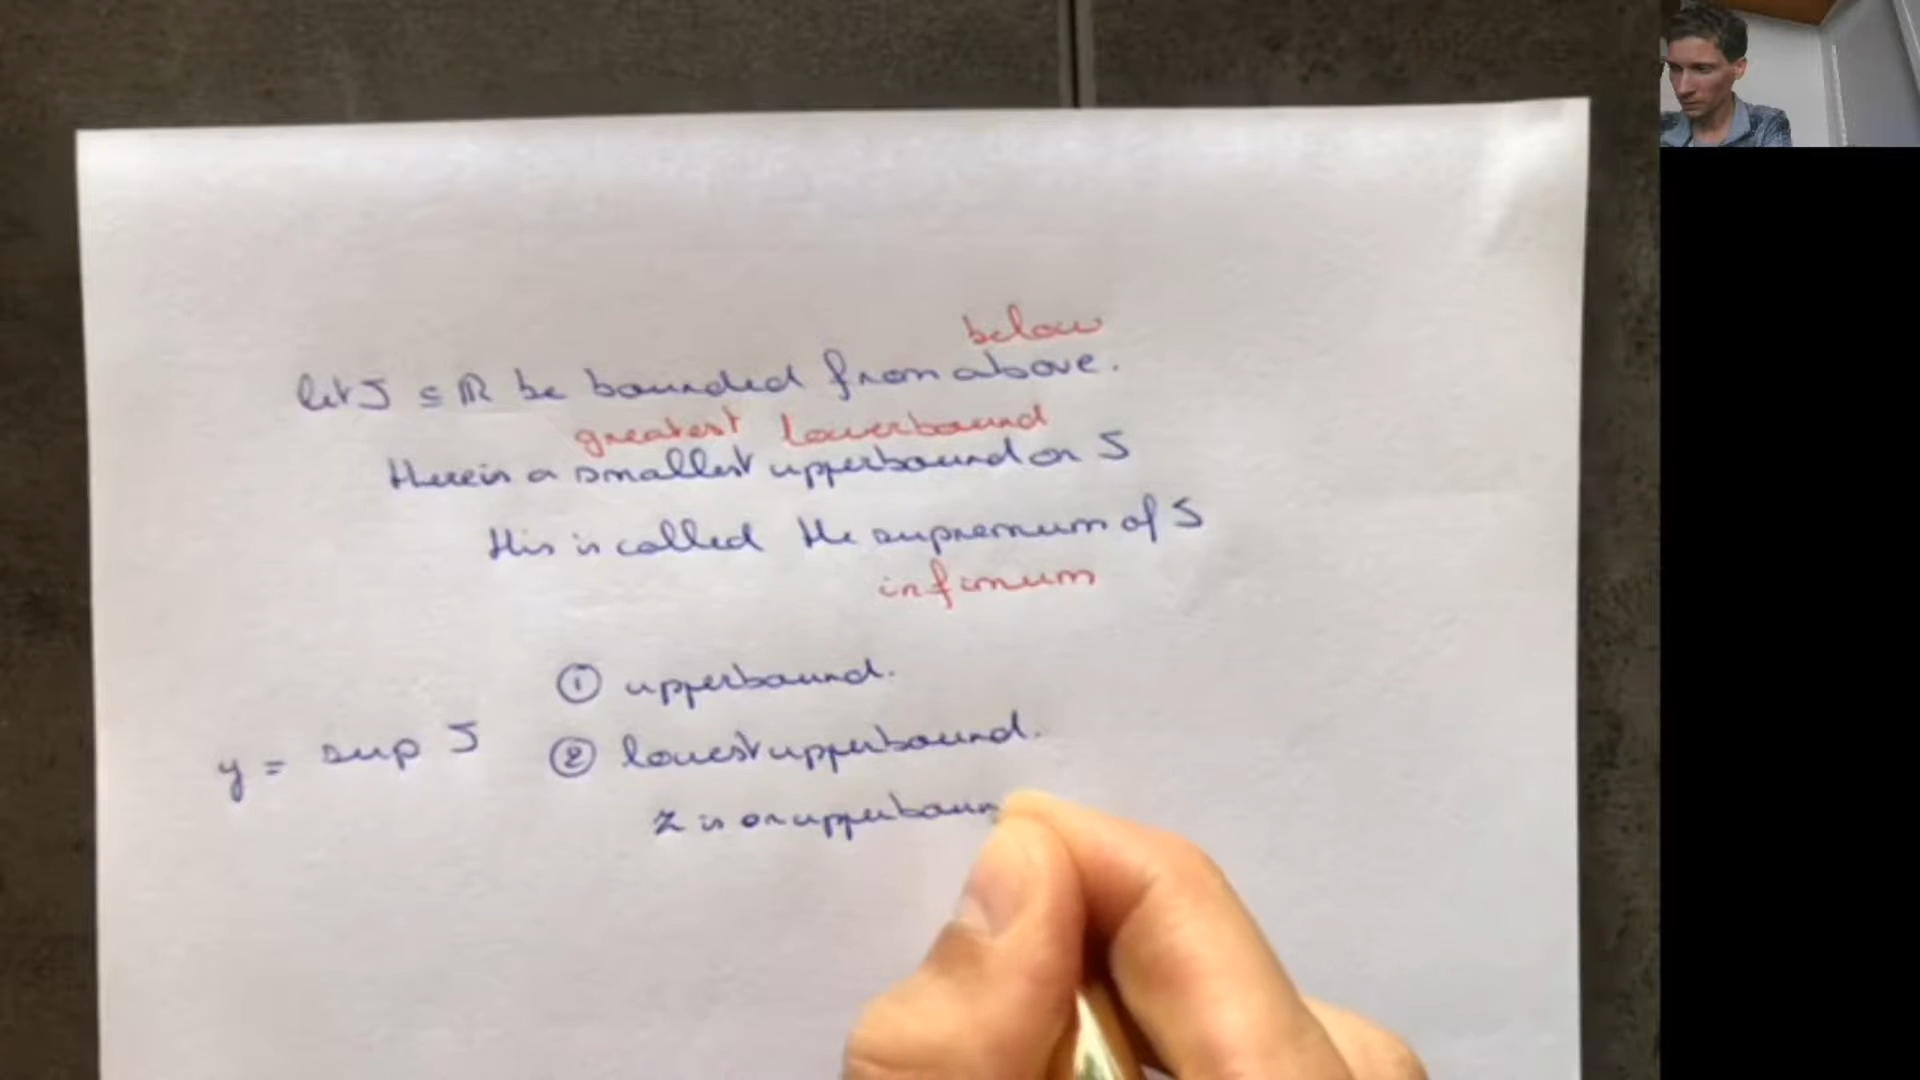 below
let S ⊆ ℝ be bounded from above.
greatest lowerbound
there is a smallest upperbound on S
this is called the supremum of S
infimum
① upperbound.
y = sup S ② lowest upperbound.
z is an upperboun